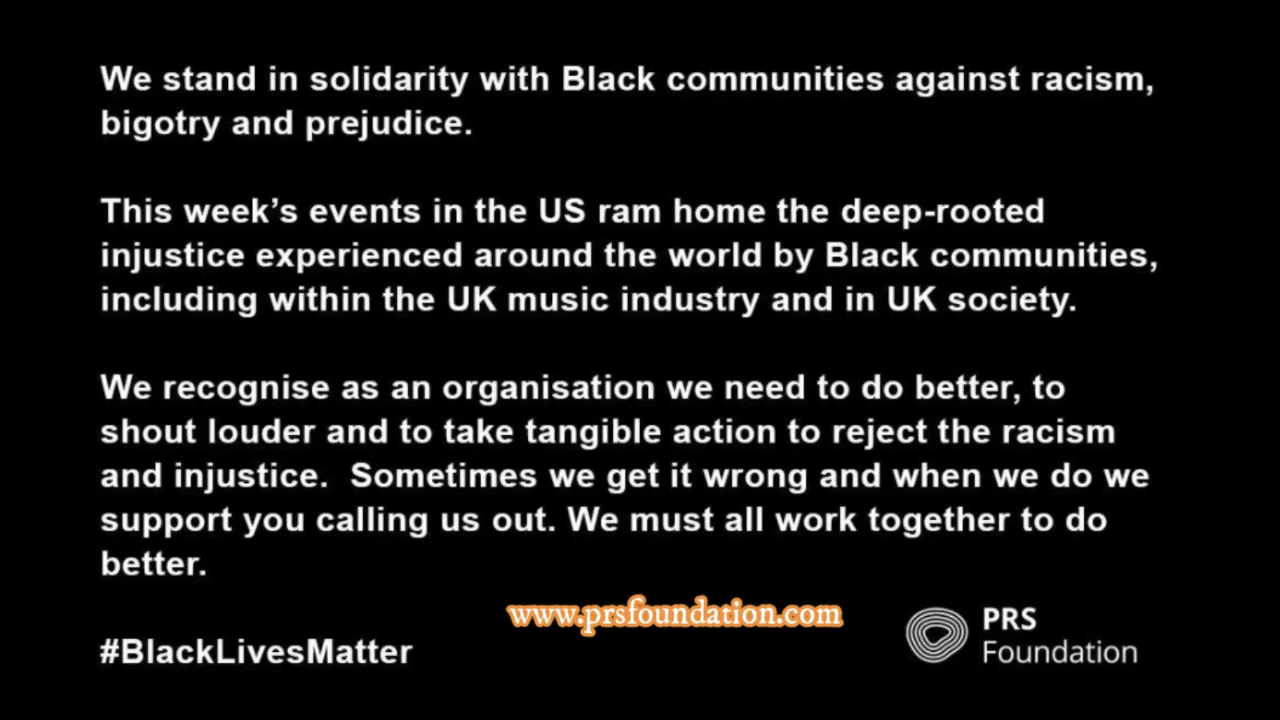 We stand in solidarity with Black communities against racism,
bigotry and prejudice.
This week’s events in the US ram home the deep-rooted
injustice experienced around the world by Black communities,
including within the UK music industry and in UK society.
We recognise as an organisation we need to do better, to
shout louder and to take tangible action to reject the racism
and injustice.  Sometimes we get it wrong and when we do we
support you calling us out. We must all work together to do
better.
www.prsfoundation.com
#BlackLivesMatter
PRS
Foundation